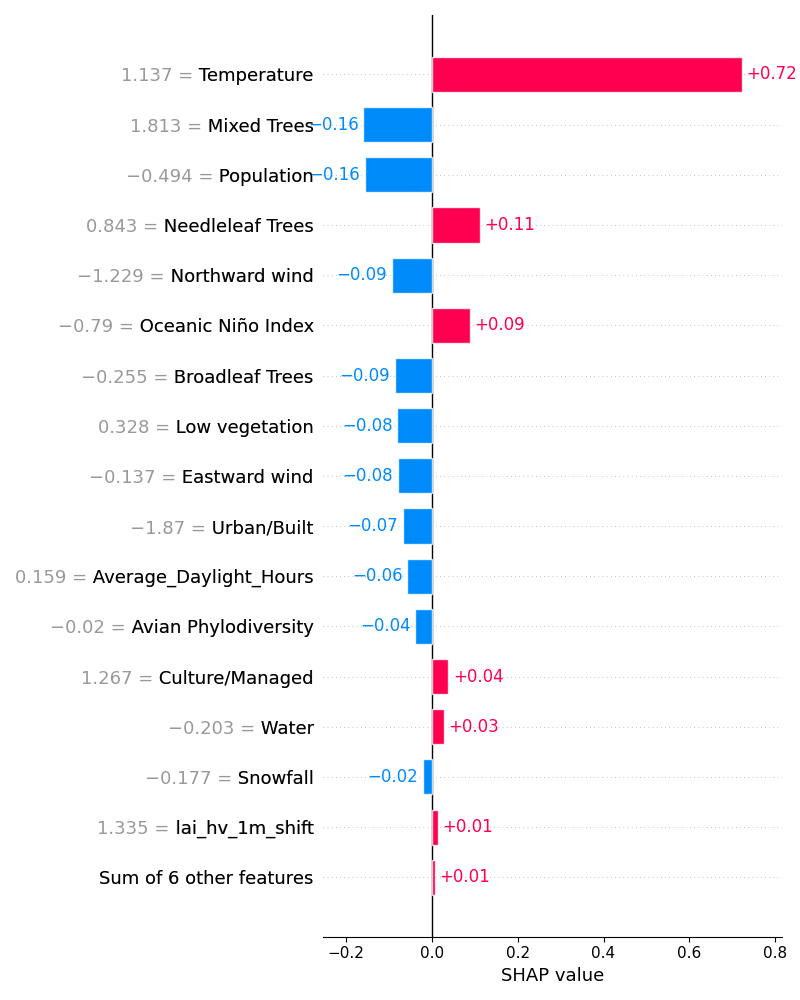 1.137 = Temperature +0.72
1.813 = Mixed Trees −0.16
−0.494 = Population −0.16
0.843 = Needleleaf Trees +0.11
−1.229 = Northward wind −0.09
−0.79 = Oceanic Niño Index +0.09
−0.255 = Broadleaf Trees −0.09
0.328 = Low vegetation −0.08
−0.137 = Eastward wind −0.08
−1.87 = Urban/Built −0.07
0.159 = Average_Daylight_Hours −0.06
−0.02 = Avian Phylodiversity −0.04
1.267 = Culture/Managed +0.04
−0.203 = Water +0.03
−0.177 = Snowfall −0.02
1.335 = lai_hv_1m_shift +0.01
Sum of 6 other features +0.01
−0.2 0.0 0.2 0.4 0.6 0.8
SHAP value